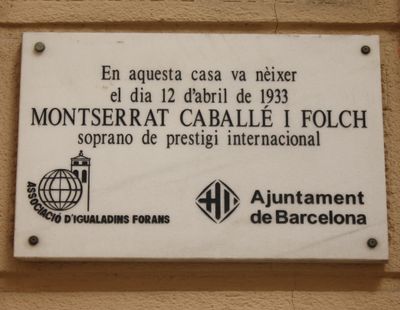 En aquesta casa va nèixer
el dia 12 d'abril de 1933
MONTSERRAT CABALLÉ I FOLCH
soprano de prestigi internacional
ASSOCIACIÓ D'IGUALADINS FORANS
Ajuntament
de Barcelona